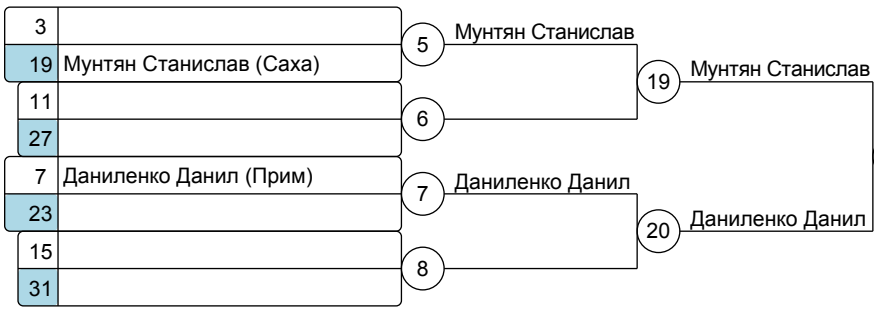 3
19 Мунтян Станислав (Саха)
5 Мунтян Станислав
11
27
6
19 Мунтян Станислав
7 Даниленко Данил (Прим)
23
7 Даниленко Данил
15
31
8
20 Даниленко Данил